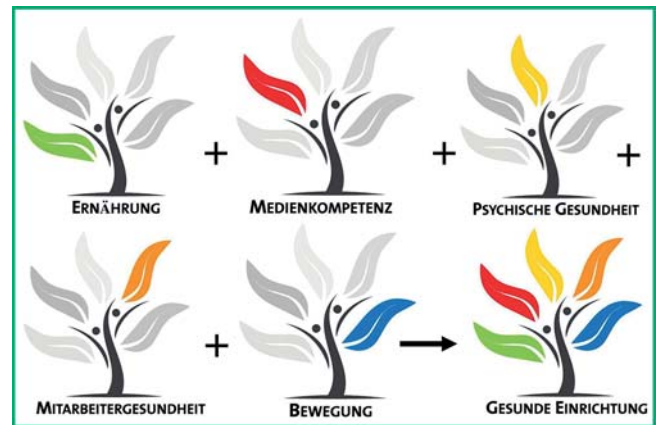 ERNÄHRUNG
+
MEDIENKOMPETENZ
+
PSYCHISCHE GESUNDHEIT
+
MITARBEITERGESUNDHEIT
+
BEWEGUNG
GESUNDE EINRICHTUNG